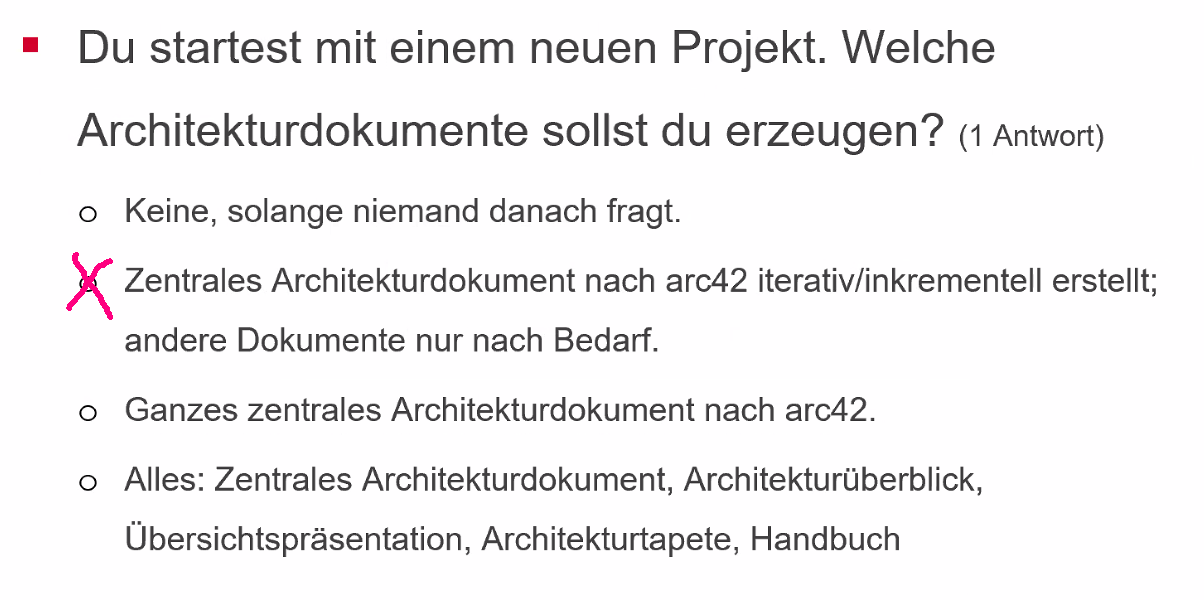 Du startest mit einem neuen Projekt. Welche
Architekturdokumente sollst du erzeugen? (1 Antwort)
Keine, solange niemand danach fragt.
Zentrales Architekturdokument nach arc42 iterativ/inkrementell erstellt;
andere Dokumente nur nach Bedarf.
Ganzes zentrales Architekturdokument nach arc42.
Alles: Zentrales Architekturdokument, Architekturüberblick,
Übersichtspräsentation, Architekturtapete, Handbuch